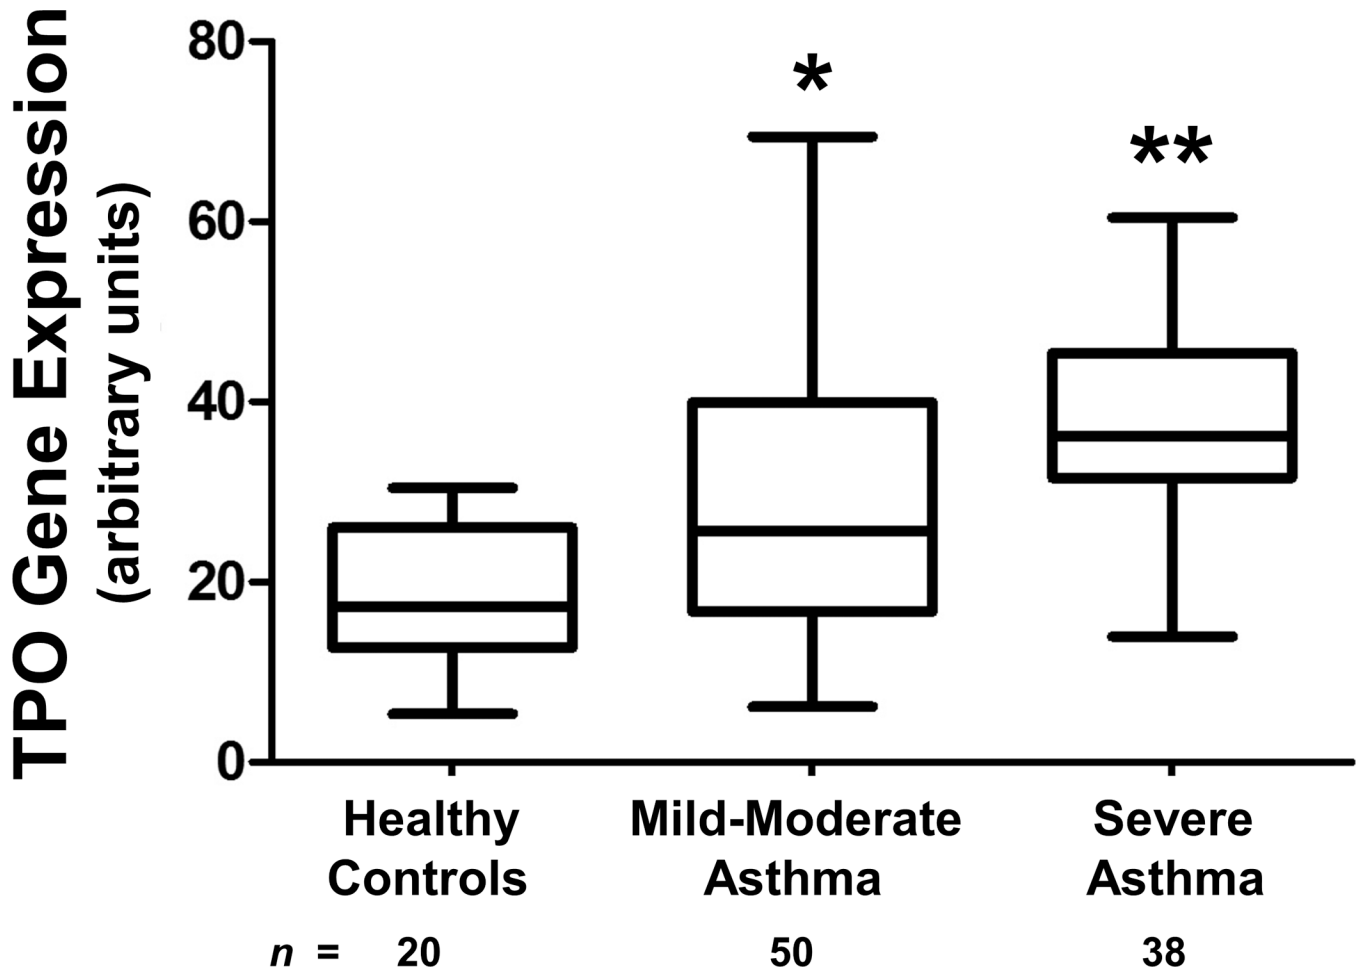 TPO Gene Expression
(arbitrary units)
80
60
40
20
0
*
**
Healthy
Controls
Mild-Moderate
Asthma
Severe
Asthma
n = 20 50 38